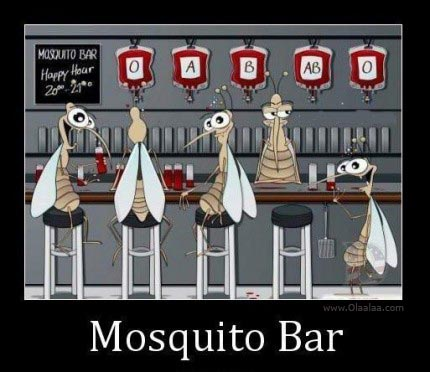 MOSQUITO BAR
Happy Hour
20⁰⁰ - 21⁰⁰
O
A
B
AB
O
www.Olaalaa.com
Mosquito Bar